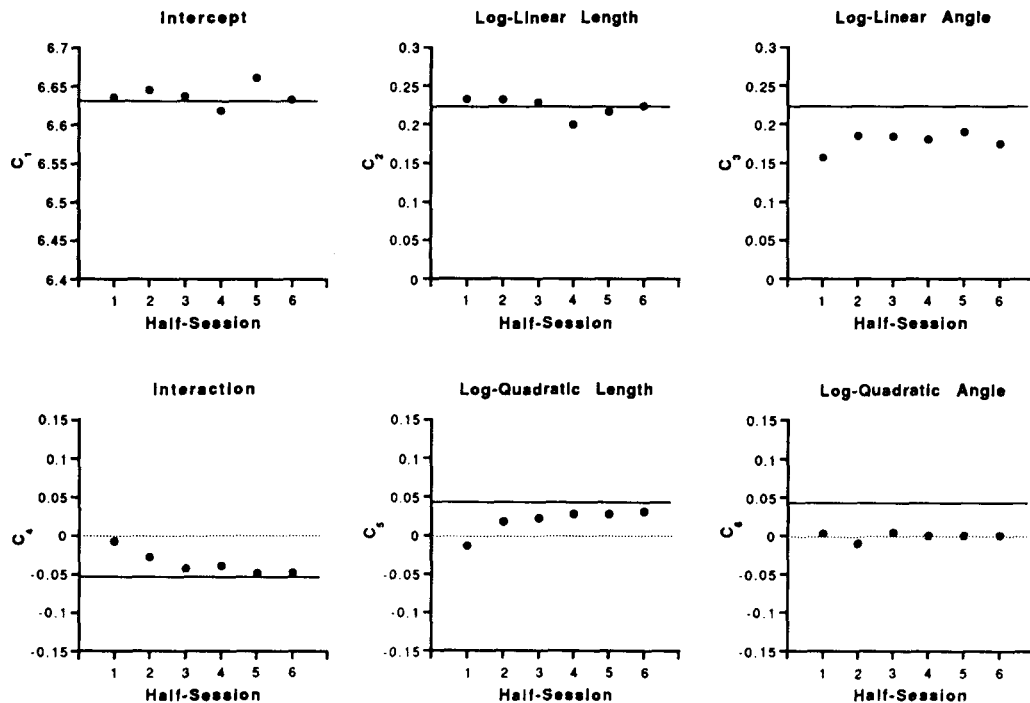 Intercept
6.7
6.65
6.6
6.55
6.5
6.45
6.4
C1
1 2 3 4 5 6
Half-Session
Log-Linear Length
0.3
0.25
0.2
0.15
0.1
0.05
0
C2
1 2 3 4 5 6
Half-Session
Log-Linear Angle
0.3
0.25
0.2
0.15
0.1
0.05
0
C3
1 2 3 4 5 6
Half-Session
Interaction
0.15
0.1
0.05
0
-0.05
-0.1
-0.15
C4
1 2 3 4 5 6
Half-Session
Log-Quadratic Length
0.15
0.1
0.05
0
-0.05
-0.1
-0.15
C5
1 2 3 4 5 6
Half-Session
Log-Quadratic Angle
0.15
0.1
0.05
0
-0.05
-0.1
-0.15
C6
1 2 3 4 5 6
Half-Session